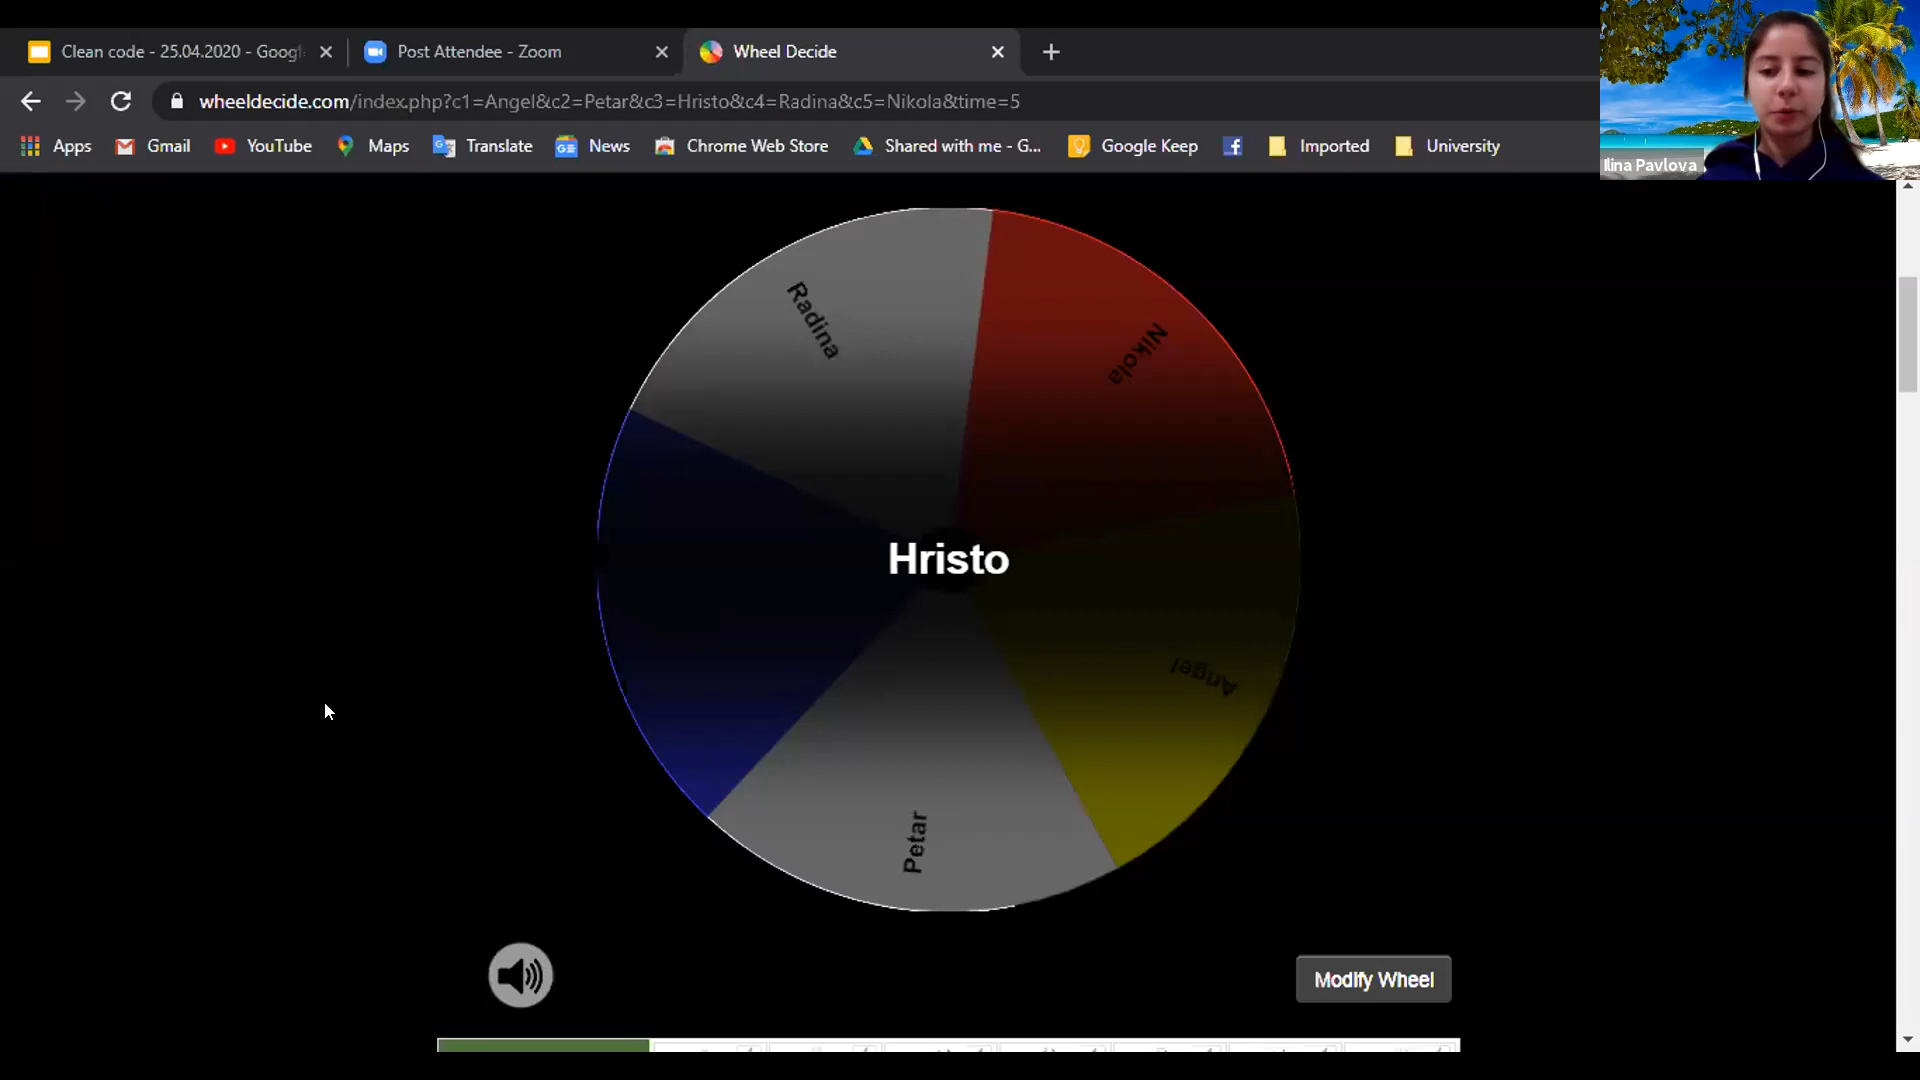 Clean code - 25.04.2020 - Googl
Post Attendee - Zoom
Wheel Decide
wheeldecide.com/index.php?c1=Angel&c2=Petar&c3=Hristo&c4=Radina&c5=Nikola&time=5
Apps
Gmail
YouTube
Maps
Translate
News
Chrome Web Store
Shared with me - G...
Google Keep
Imported
University
Ilina Pavlova
Radina
Nikola
Hristo
Angel
Petar
Modify Wheel